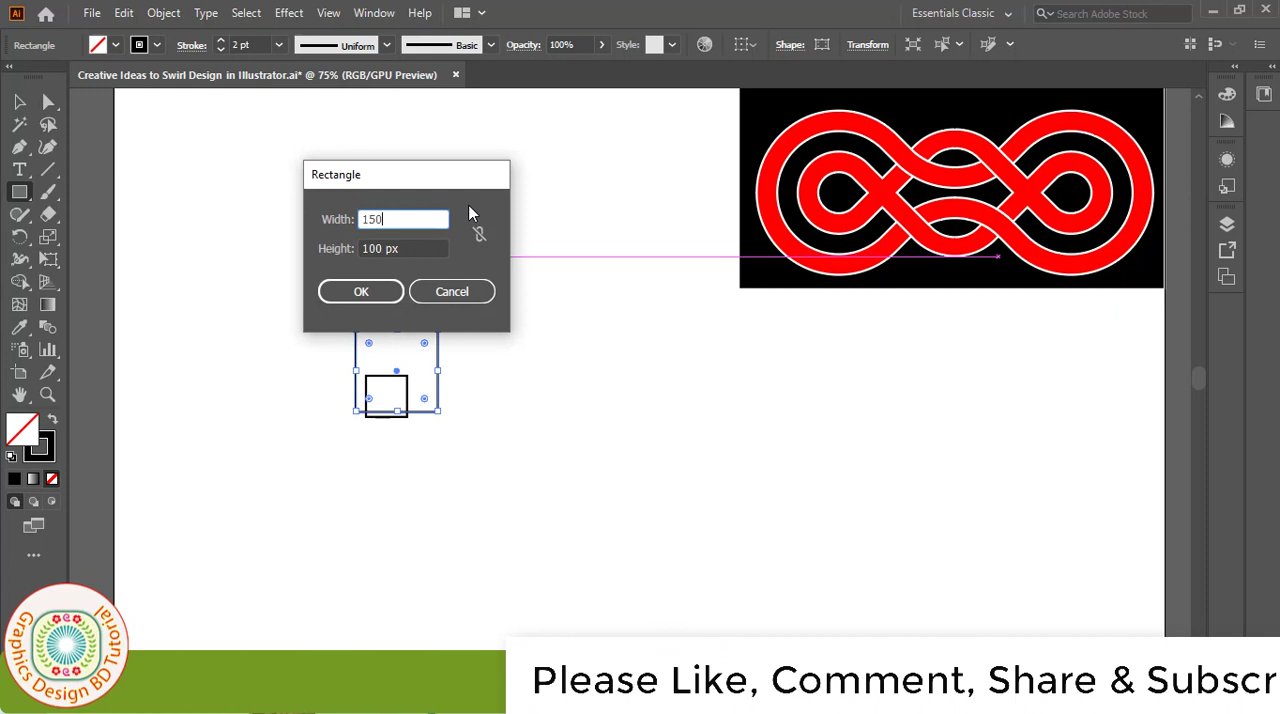 Ai File Edit Object Type Select Effect View Window Help Essentials Classic Search Adobe Stock
Rectangle Stroke: 2 pt Uniform Basic Opacity: 100% Style: Shape: Transform
Creative Ideas to Swirl Design in Illustrator.ai* @ 75% (RGB/GPU Preview)
Rectangle
Width: 150
Height: 100 px
OK Cancel
Graphics Design BD Tutorial
Please Like, Comment, Share & Subscr